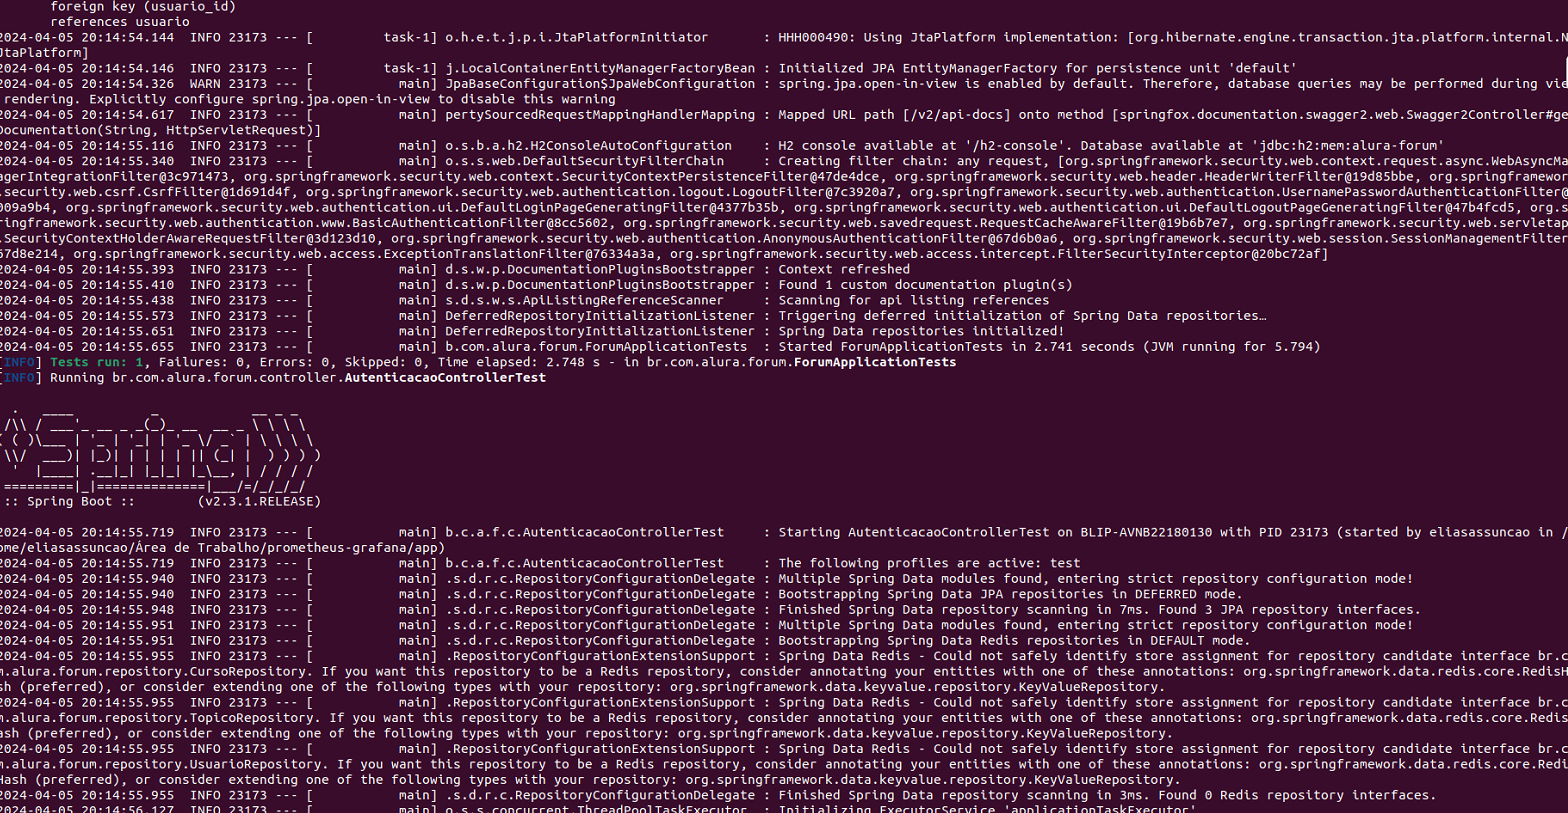 foreign key (usuario_id)
references usuario
2024-04-05 20:14:54.144  INFO 23173 --- [         task-1] o.h.e.t.j.p.i.JtaPlatformInitiator       : HHH000490: Using JtaPlatform implementation: [org.hibernate.engine.transaction.jta.platform.internal.N
JtaPlatform]
2024-04-05 20:14:54.146  INFO 23173 --- [         task-1] j.LocalContainerEntityManagerFactoryBean : Initialized JPA EntityManagerFactory for persistence unit 'default'
2024-04-05 20:14:54.326  WARN 23173 --- [           main] JpaBaseConfiguration$JpaWebConfiguration : spring.jpa.open-in-view is enabled by default. Therefore, database queries may be performed during vie
rendering. Explicitly configure spring.jpa.open-in-view to disable this warning
2024-04-05 20:14:54.617  INFO 23173 --- [           main] pertySourcedRequestMappingHandlerMapping : Mapped URL path [/v2/api-docs] onto method [springfox.documentation.swagger2.web.Swagger2Controller#ge
Documentation(String, HttpServletRequest)]
2024-04-05 20:14:55.116  INFO 23173 --- [           main] o.s.b.a.h2.H2ConsoleAutoConfiguration    : H2 console available at '/h2-console'. Database available at 'jdbc:h2:mem:alura-forum'
2024-04-05 20:14:55.340  INFO 23173 --- [           main] o.s.s.web.DefaultSecurityFilterChain     : Creating filter chain: any request, [org.springframework.security.web.context.request.async.WebAsyncMa
agerIntegrationFilter@3c971473, org.springframework.security.web.context.SecurityContextPersistenceFilter@47de4dce, org.springframework.security.web.header.HeaderWriterFilter@19d85bbe, org.springframewor
.security.web.csrf.CsrfFilter@1d691d4f, org.springframework.security.web.authentication.logout.LogoutFilter@7c3920a7, org.springframework.security.web.authentication.UsernamePasswordAuthenticationFilter@
009a9b4, org.springframework.security.web.authentication.ui.DefaultLoginPageGeneratingFilter@4377b35b, org.springframework.security.web.authentication.ui.DefaultLogoutPageGeneratingFilter@47b4fcd5, org.s
ringframework.security.web.authentication.www.BasicAuthenticationFilter@8cc5602, org.springframework.security.web.savedrequest.RequestCacheAwareFilter@19b6b7e7, org.springframework.security.web.servletap
.SecurityContextHolderAwareRequestFilter@3d123d10, org.springframework.security.web.authentication.AnonymousAuthenticationFilter@67d6b0a6, org.springframework.security.web.session.SessionManagementFilter
67d8e214, org.springframework.security.web.access.ExceptionTranslationFilter@76334a3a, org.springframework.security.web.access.intercept.FilterSecurityInterceptor@20bc72af]
2024-04-05 20:14:55.393  INFO 23173 --- [           main] d.s.w.p.DocumentationPluginsBootstrapper : Context refreshed
2024-04-05 20:14:55.410  INFO 23173 --- [           main] d.s.w.p.DocumentationPluginsBootstrapper : Found 1 custom documentation plugin(s)
2024-04-05 20:14:55.438  INFO 23173 --- [           main] s.d.s.w.s.ApiListingReferenceScanner     : Scanning for api listing references
2024-04-05 20:14:55.573  INFO 23173 --- [           main] DeferredRepositoryInitializationListener : Triggering deferred initialization of Spring Data repositories…
2024-04-05 20:14:55.651  INFO 23173 --- [           main] DeferredRepositoryInitializationListener : Spring Data repositories initialized!
2024-04-05 20:14:55.655  INFO 23173 --- [           main] b.com.alura.forum.ForumApplicationTests  : Started ForumApplicationTests in 2.741 seconds (JVM running for 5.794)
[INFO] Tests run: 1, Failures: 0, Errors: 0, Skipped: 0, Time elapsed: 2.748 s - in br.com.alura.forum.ForumApplicationTests
[INFO] Running br.com.alura.forum.controller.AutenticacaoControllerTest
Spring
:: Spring Boot ::        (v2.3.1.RELEASE)
2024-04-05 20:14:55.719  INFO 23173 --- [           main] b.c.a.f.c.AutenticacaoControllerTest     : Starting AutenticacaoControllerTest on BLIP-AVNB22180130 with PID 23173 (started by eliasassuncao in /
ome/eliasassuncao/Área de Trabalho/prometheus-grafana/app)
2024-04-05 20:14:55.719  INFO 23173 --- [           main] b.c.a.f.c.AutenticacaoControllerTest     : The following profiles are active: test
2024-04-05 20:14:55.940  INFO 23173 --- [           main] .s.d.r.c.RepositoryConfigurationDelegate : Multiple Spring Data modules found, entering strict repository configuration mode!
2024-04-05 20:14:55.940  INFO 23173 --- [           main] .s.d.r.c.RepositoryConfigurationDelegate : Bootstrapping Spring Data JPA repositories in DEFERRED mode.
2024-04-05 20:14:55.948  INFO 23173 --- [           main] .s.d.r.c.RepositoryConfigurationDelegate : Finished Spring Data repository scanning in 7ms. Found 3 JPA repository interfaces.
2024-04-05 20:14:55.951  INFO 23173 --- [           main] .s.d.r.c.RepositoryConfigurationDelegate : Multiple Spring Data modules found, entering strict repository configuration mode!
2024-04-05 20:14:55.951  INFO 23173 --- [           main] .s.d.r.c.RepositoryConfigurationDelegate : Bootstrapping Spring Data Redis repositories in DEFAULT mode.
2024-04-05 20:14:55.955  INFO 23173 --- [           main] .RepositoryConfigurationExtensionSupport : Spring Data Redis - Could not safely identify store assignment for repository candidate interface br.c
m.alura.forum.repository.CursoRepository. If you want this repository to be a Redis repository, consider annotating your entities with one of these annotations: org.springframework.data.redis.core.RedisH
sh (preferred), or consider extending one of the following types with your repository: org.springframework.data.keyvalue.repository.KeyValueRepository.
2024-04-05 20:14:55.955  INFO 23173 --- [           main] .RepositoryConfigurationExtensionSupport : Spring Data Redis - Could not safely identify store assignment for repository candidate interface br.c
m.alura.forum.repository.TopicoRepository. If you want this repository to be a Redis repository, consider annotating your entities with one of these annotations: org.springframework.data.redis.core.Redis
ash (preferred), or consider extending one of the following types with your repository: org.springframework.data.keyvalue.repository.KeyValueRepository.
2024-04-05 20:14:55.955  INFO 23173 --- [           main] .RepositoryConfigurationExtensionSupport : Spring Data Redis - Could not safely identify store assignment for repository candidate interface br.c
m.alura.forum.repository.UsuarioRepository. If you want this repository to be a Redis repository, consider annotating your entities with one of these annotations: org.springframework.data.redis.core.Redi
Hash (preferred), or consider extending one of the following types with your repository: org.springframework.data.keyvalue.repository.KeyValueRepository.
2024-04-05 20:14:55.955  INFO 23173 --- [           main] .s.d.r.c.RepositoryConfigurationDelegate : Finished Spring Data repository scanning in 3ms. Found 0 Redis repository interfaces.
2024-04-05 20:14:56.127  INFO 23173 --- [           main] o.s.s.concurrent.ThreadPoolTaskExecutor  : Initializing ExecutorService 'applicationTaskExecutor'